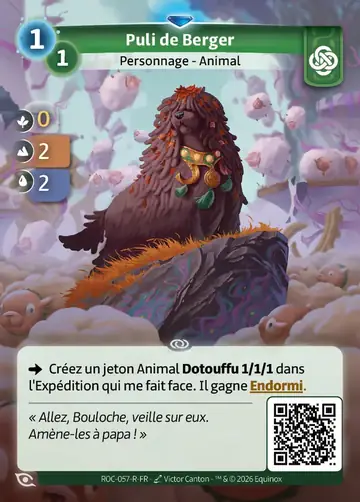 1
1
Puli de Berger
Personnage - Animal
0
2
2
Créez un jeton Animal Dotouffu 1/1/1 dans
l'Expédition qui me fait face. Il gagne Endormi.
« Allez, Bouloche, veille sur eux.
Amène-les à papa ! »
ROC-057-R-FR - Victor Canton - ™ & © 2026 Equinox